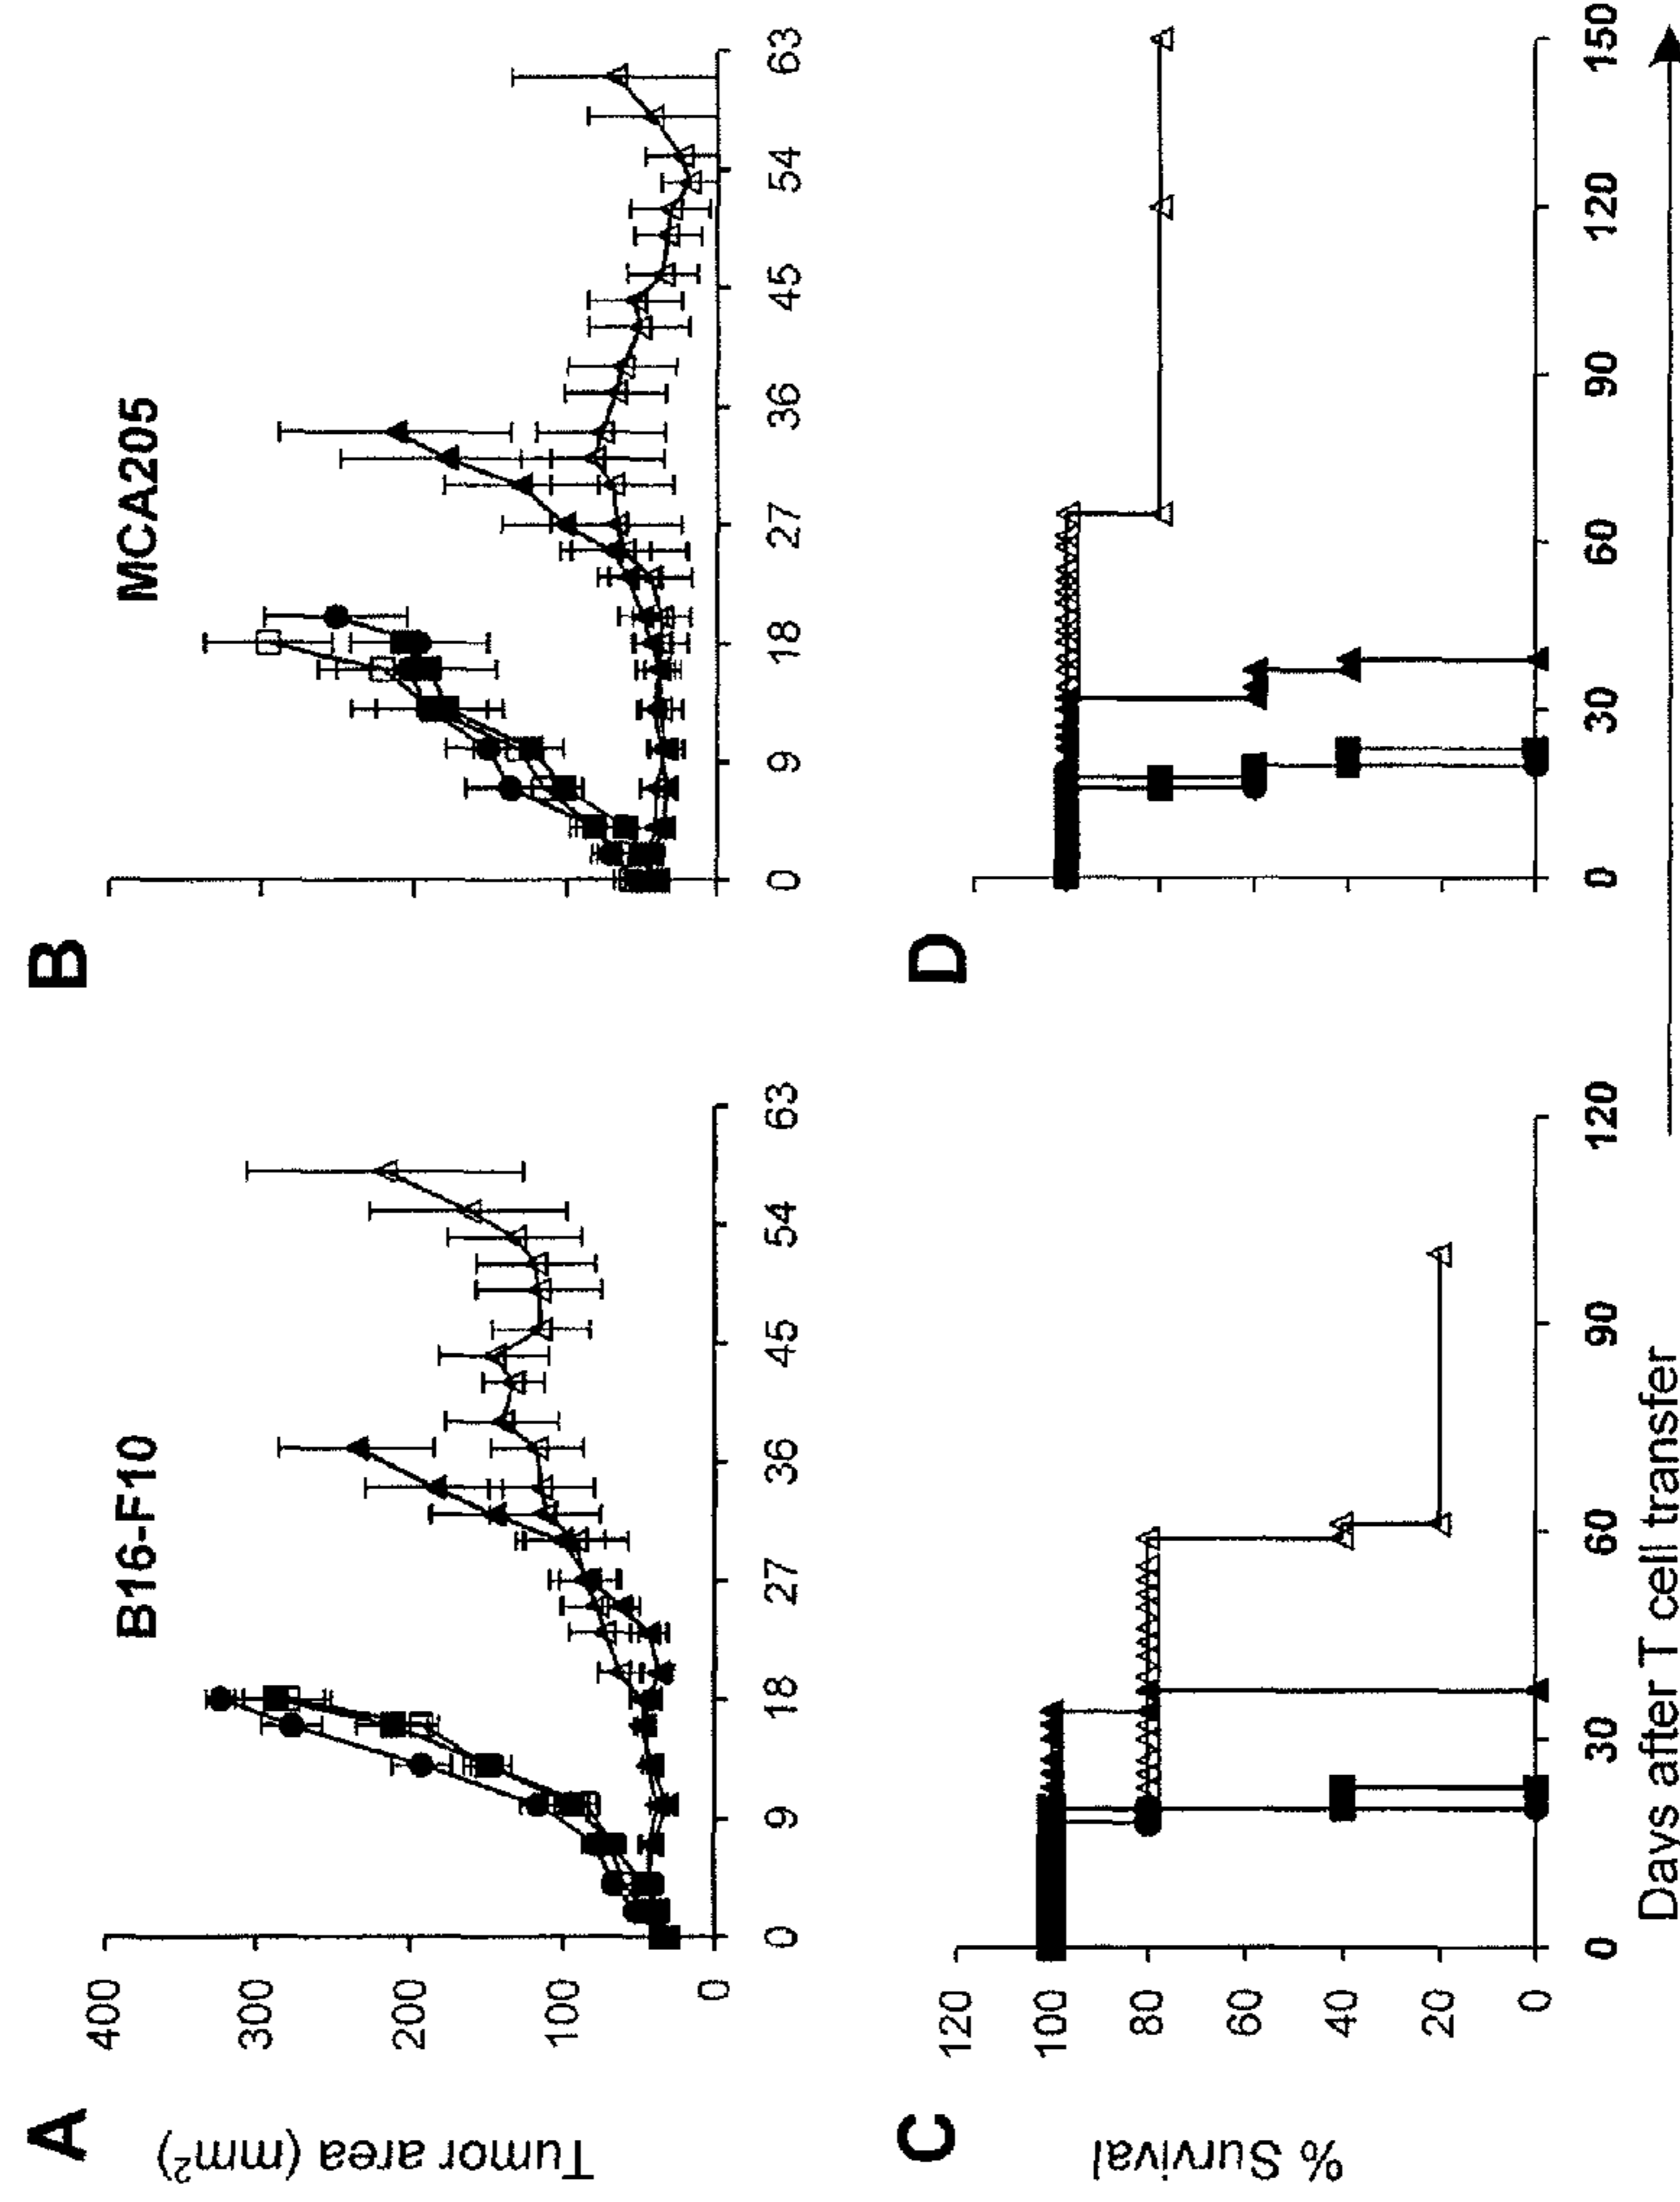 A
B16-F10
Tumor area (mm²)
400
300
200
100
0
0 9 18 27 36 45 54 63
B
MCA205
0 9 18 27 36 45 54 63
C
% Survival
120
100
80
60
40
20
0
0 30 60 90 120
D
0 30 60 90 120 150
Days after T cell transfer